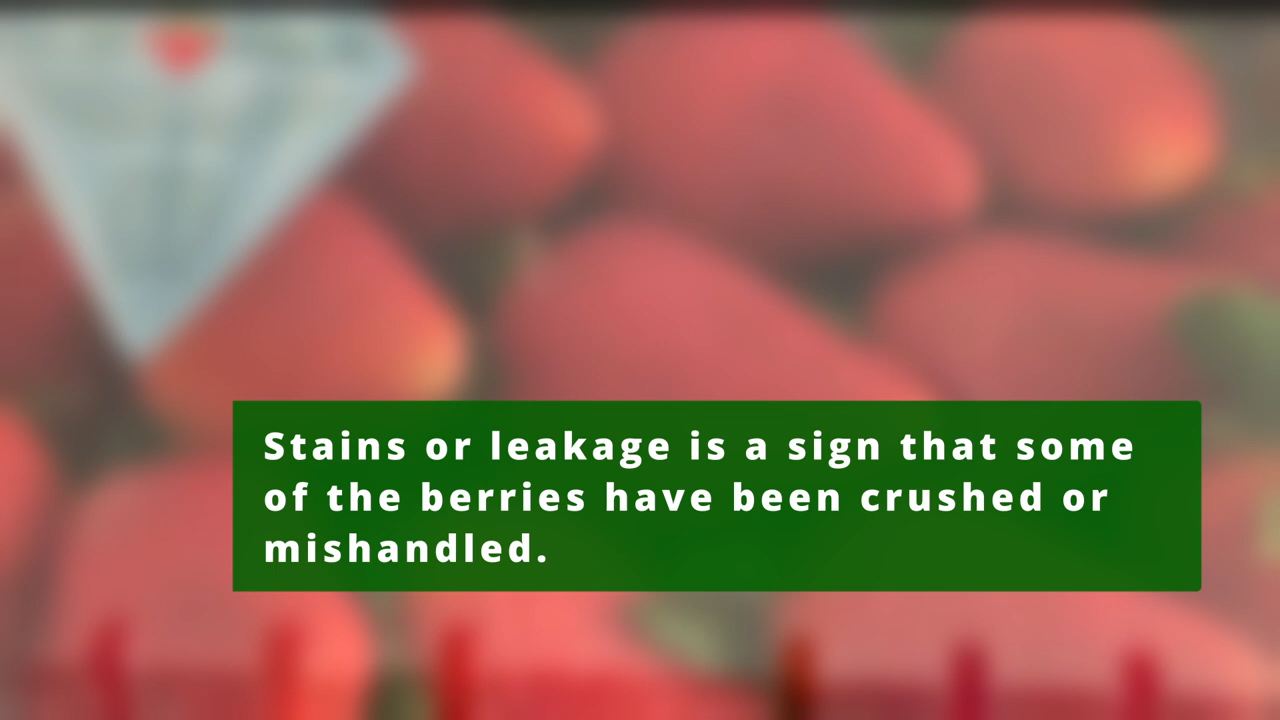 Stains or leakage is a sign that some
of the berries have been crushed or
mishandled.